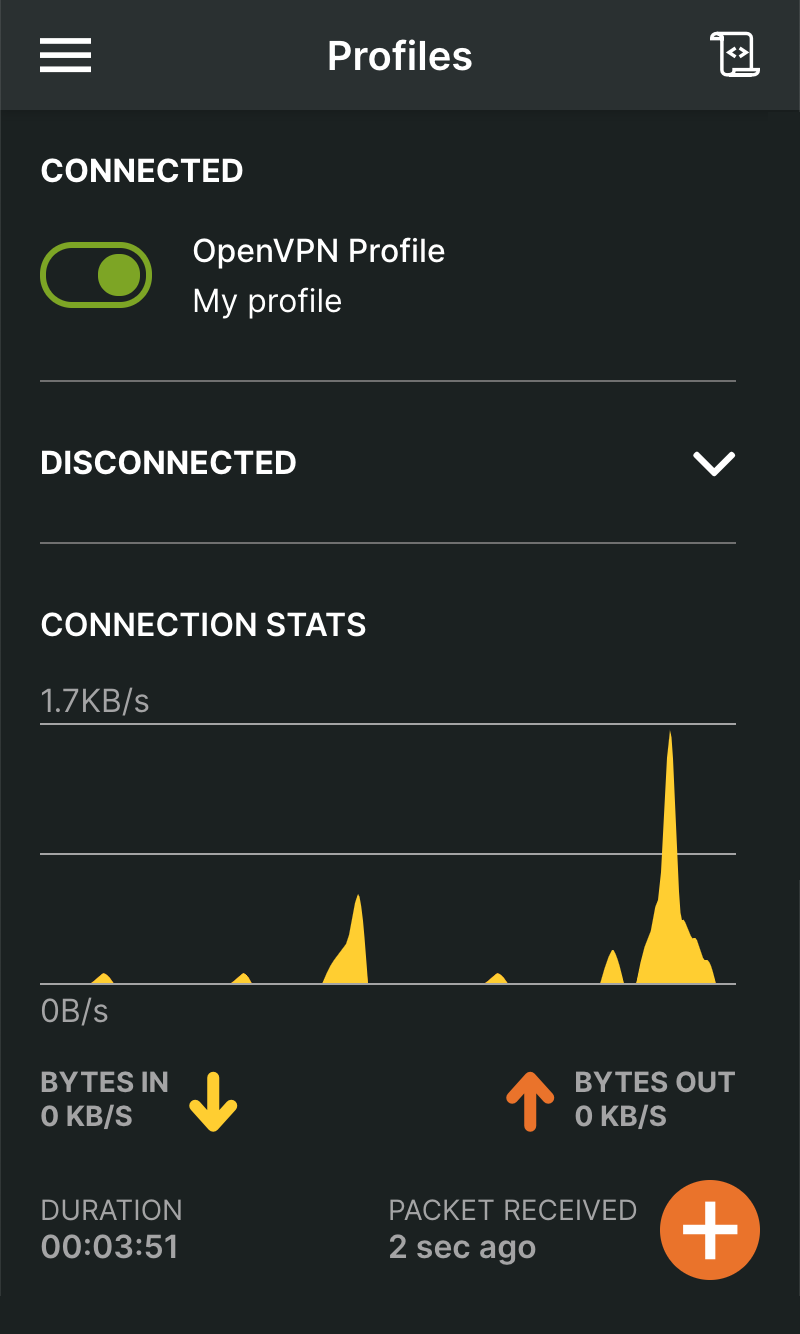 Profiles
CONNECTED
OpenVPN Profile
My profile
DISCONNECTED
CONNECTION STATS
1.7KB/s
0B/s
BYTES IN
0 KB/S
BYTES OUT
0 KB/S
DURATION
00:03:51
PACKET RECEIVED
2 sec ago